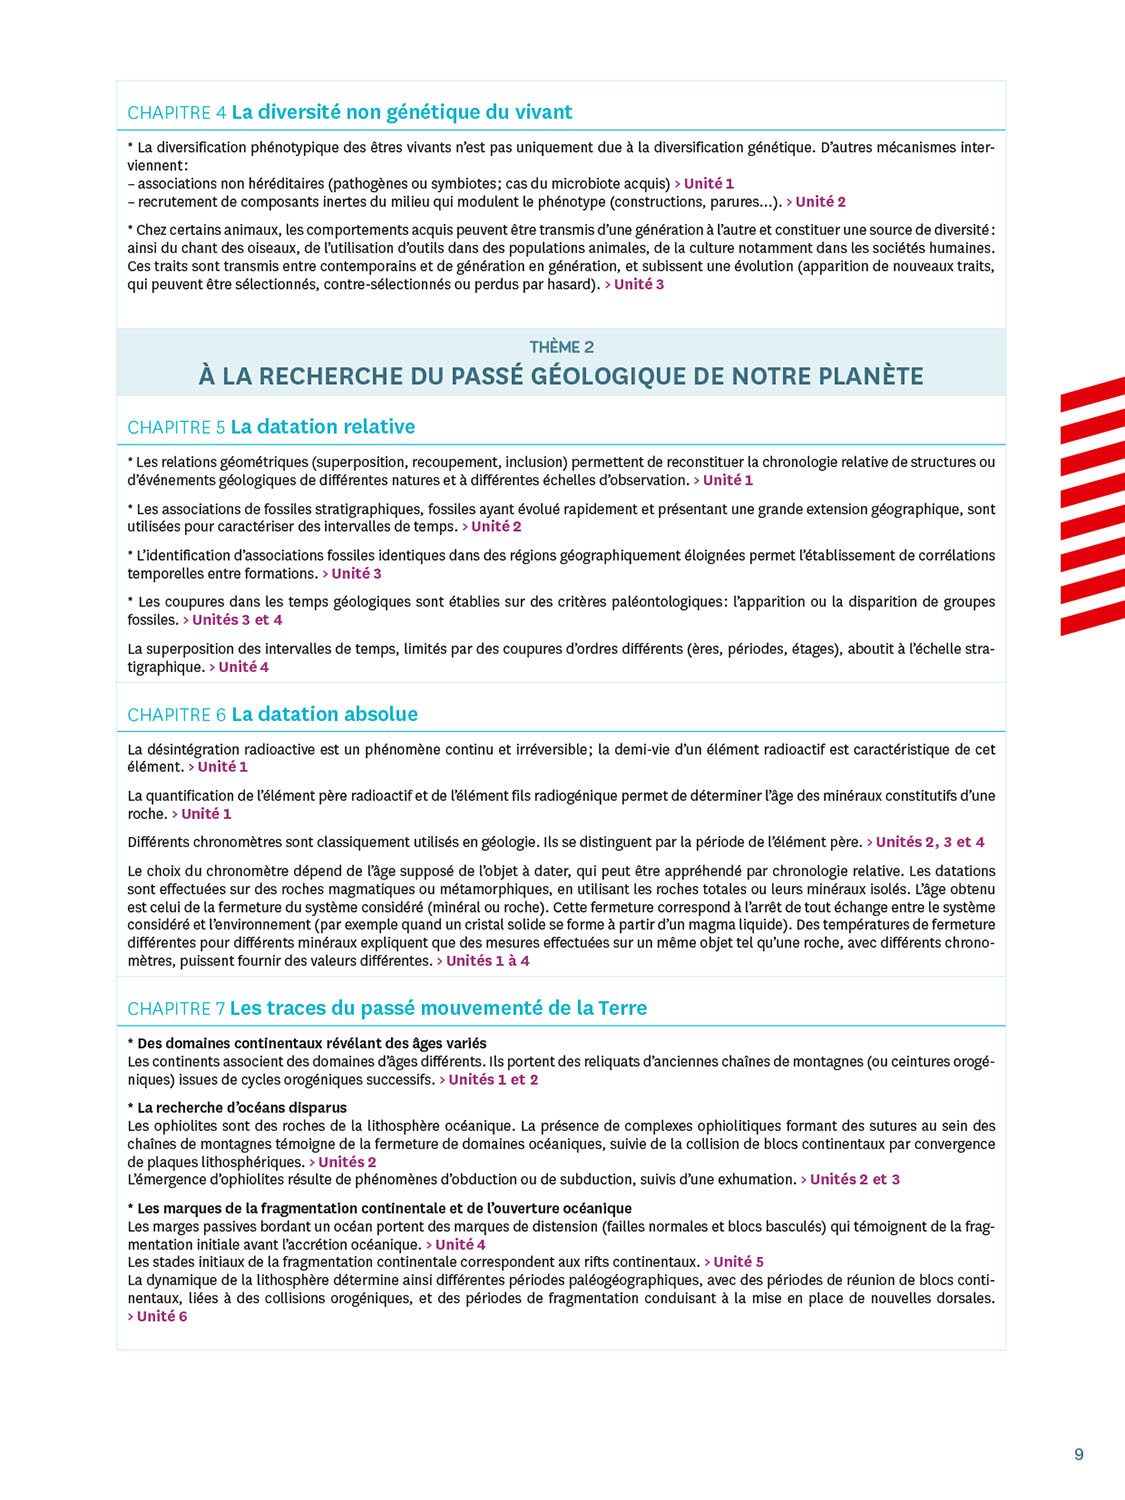 CHAPITRE 4 La diversité non génétique du vivant
* La diversification phénotypique des êtres vivants n’est pas uniquement due à la diversification génétique. D’autres mécanismes inter-
viennent :
– associations non héréditaires (pathogènes ou symbiotes ; cas du microbiote acquis) > Unité 1
– recrutement de composants inertes du milieu qui modulent le phénotype (constructions, parures…). > Unité 2
* Chez certains animaux, les comportements acquis peuvent être transmis d’une génération à l’autre et constituer une source de diversité :
ainsi du chant des oiseaux, de l’utilisation d’outils dans des populations animales, de la culture notamment dans les sociétés humaines.
Ces traits sont transmis entre contemporains et de génération en génération, et subissent une évolution (apparition de nouveaux traits,
qui peuvent être sélectionnés, contre-sélectionnés ou perdus par hasard). > Unité 3
THÈME 2
À LA RECHERCHE DU PASSÉ GÉOLOGIQUE DE NOTRE PLANÈTE
CHAPITRE 5 La datation relative
* Les relations géométriques (superposition, recoupement, inclusion) permettent de reconstituer la chronologie relative de structures ou
d’événements géologiques de différentes natures et à différentes échelles d’observation. > Unité 1
* Les associations de fossiles stratigraphiques, fossiles ayant évolué rapidement et présentant une grande extension géographique, sont
utilisées pour caractériser des intervalles de temps. > Unité 2
* L’identification d’associations fossiles identiques dans des régions géographiquement éloignées permet l’établissement de corrélations
temporelles entre formations. > Unité 3
* Les coupures dans les temps géologiques sont établies sur des critères paléontologiques : l’apparition ou la disparition de groupes
fossiles. > Unités 3 et 4
La superposition des intervalles de temps, limités par des coupures d’ordres différents (ères, périodes, étages), aboutit à l’échelle stra-
tigraphique. > Unité 4
CHAPITRE 6 La datation absolue
La désintégration radioactive est un phénomène continu et irréversible ; la demi-vie d’un élément radioactif est caractéristique de cet
élément. > Unité 1
La quantification de l’élément père radioactif et de l’élément fils radiogénique permet de déterminer l’âge des minéraux constitutifs d’une
roche. > Unité 1
Différents chronomètres sont classiquement utilisés en géologie. Ils se distinguent par la période de l’élément père. > Unités 2, 3 et 4
Le choix du chronomètre dépend de l’âge supposé de l’objet à dater, qui peut être appréhendé par chronologie relative. Les datations
sont effectuées sur des roches magmatiques ou métamorphiques, en utilisant les roches totales ou leurs minéraux isolés. L’âge obtenu
est celui de la fermeture du système considéré (minéral ou roche). Cette fermeture correspond à l’arrêt de tout échange entre le système
considéré et l’environnement (par exemple quand un cristal solide se forme à partir d’un magma liquide). Des températures de fermeture
différentes pour différents minéraux expliquent que des mesures effectuées sur un même objet tel qu’une roche, avec différents chrono-
mètres, puissent fournir des valeurs différentes. > Unités 1 à 4
CHAPITRE 7 Les traces du passé mouvementé de la Terre
* Des domaines continentaux révélant des âges variés
Les continents associent des domaines d’âges différents. Ils portent des reliquats d’anciennes chaînes de montagnes (ou ceintures orogé-
niques) issues de cycles orogéniques successifs. > Unités 1 et 2
* La recherche d’océans disparus
Les ophiolites sont des roches de la lithosphère océanique. La présence de complexes ophiolitiques formant des sutures au sein des
chaînes de montagnes témoigne de la fermeture de domaines océaniques, suivie de la collision de blocs continentaux par convergence
de plaques lithosphériques. > Unités 2
L’émergence d’ophiolites résulte de phénomènes d’obduction ou de subduction, suivis d’une exhumation. > Unités 2 et 3
* Les marques de la fragmentation continentale et de l’ouverture océanique
Les marges passives bordant un océan portent des marques de distension (failles normales et blocs basculés) qui témoignent de la frag-
mentation initiale avant l’accrétion océanique. > Unité 4
Les stades initiaux de la fragmentation continentale correspondent aux rifts continentaux. > Unité 5
La dynamique de la lithosphère détermine ainsi différentes périodes paléogéographiques, avec des périodes de réunion de blocs conti-
nentaux, liées à des collisions orogéniques, et des périodes de fragmentation conduisant à la mise en place de nouvelles dorsales.
> Unité 6
9